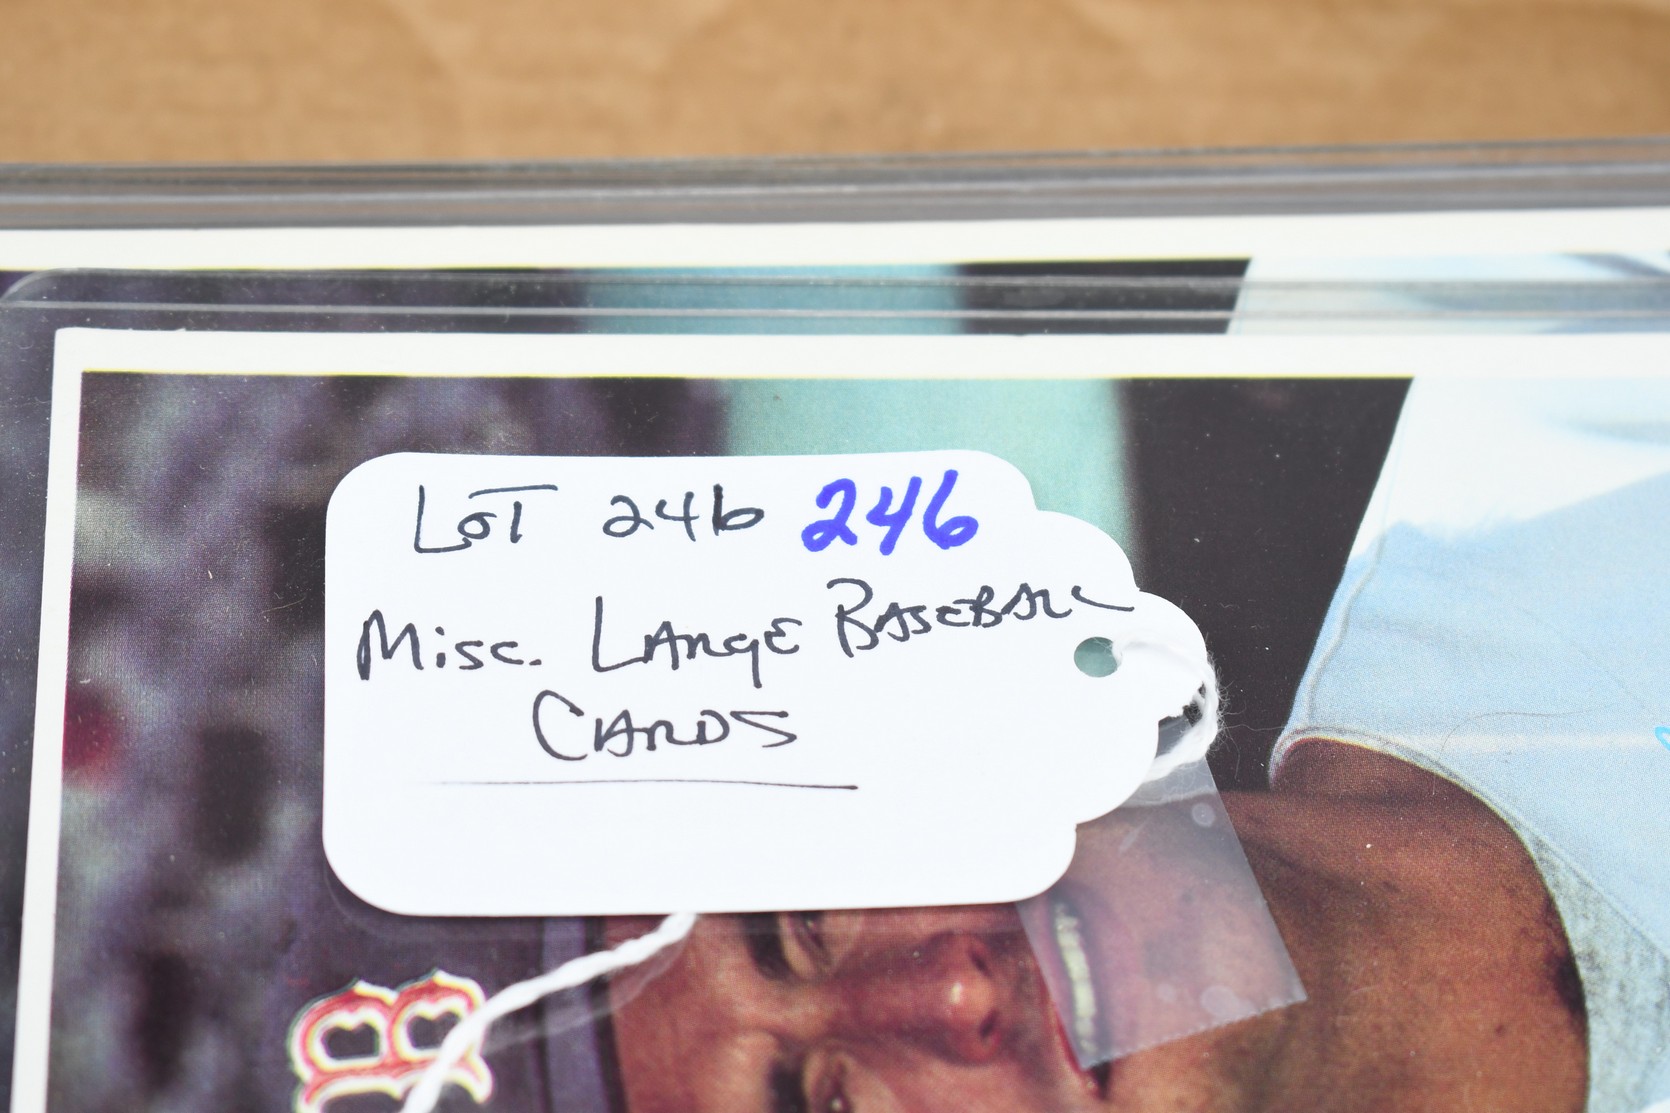 LOT 246 246
Misc. LARGE BASEBALL
CARDS
B